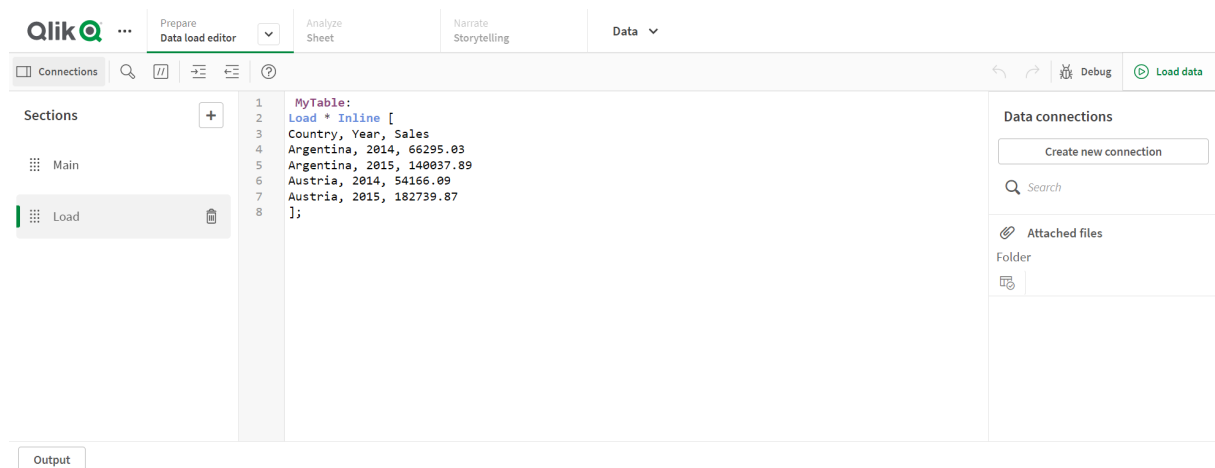 Qlik
Prepare
Data load editor
Analyze
Sheet
Narrate
Storytelling
Data
Connections
//
?
Debug
Load data
Sections
+
Main
Load
1 MyTable:
2 Load * Inline [
3 Country, Year, Sales
4 Argentina, 2014, 66295.03
5 Argentina, 2015, 140037.89
6 Austria, 2014, 54166.09
7 Austria, 2015, 182739.87
8 ];
Data connections
Create new connection
Search
Attached files
Folder
Output